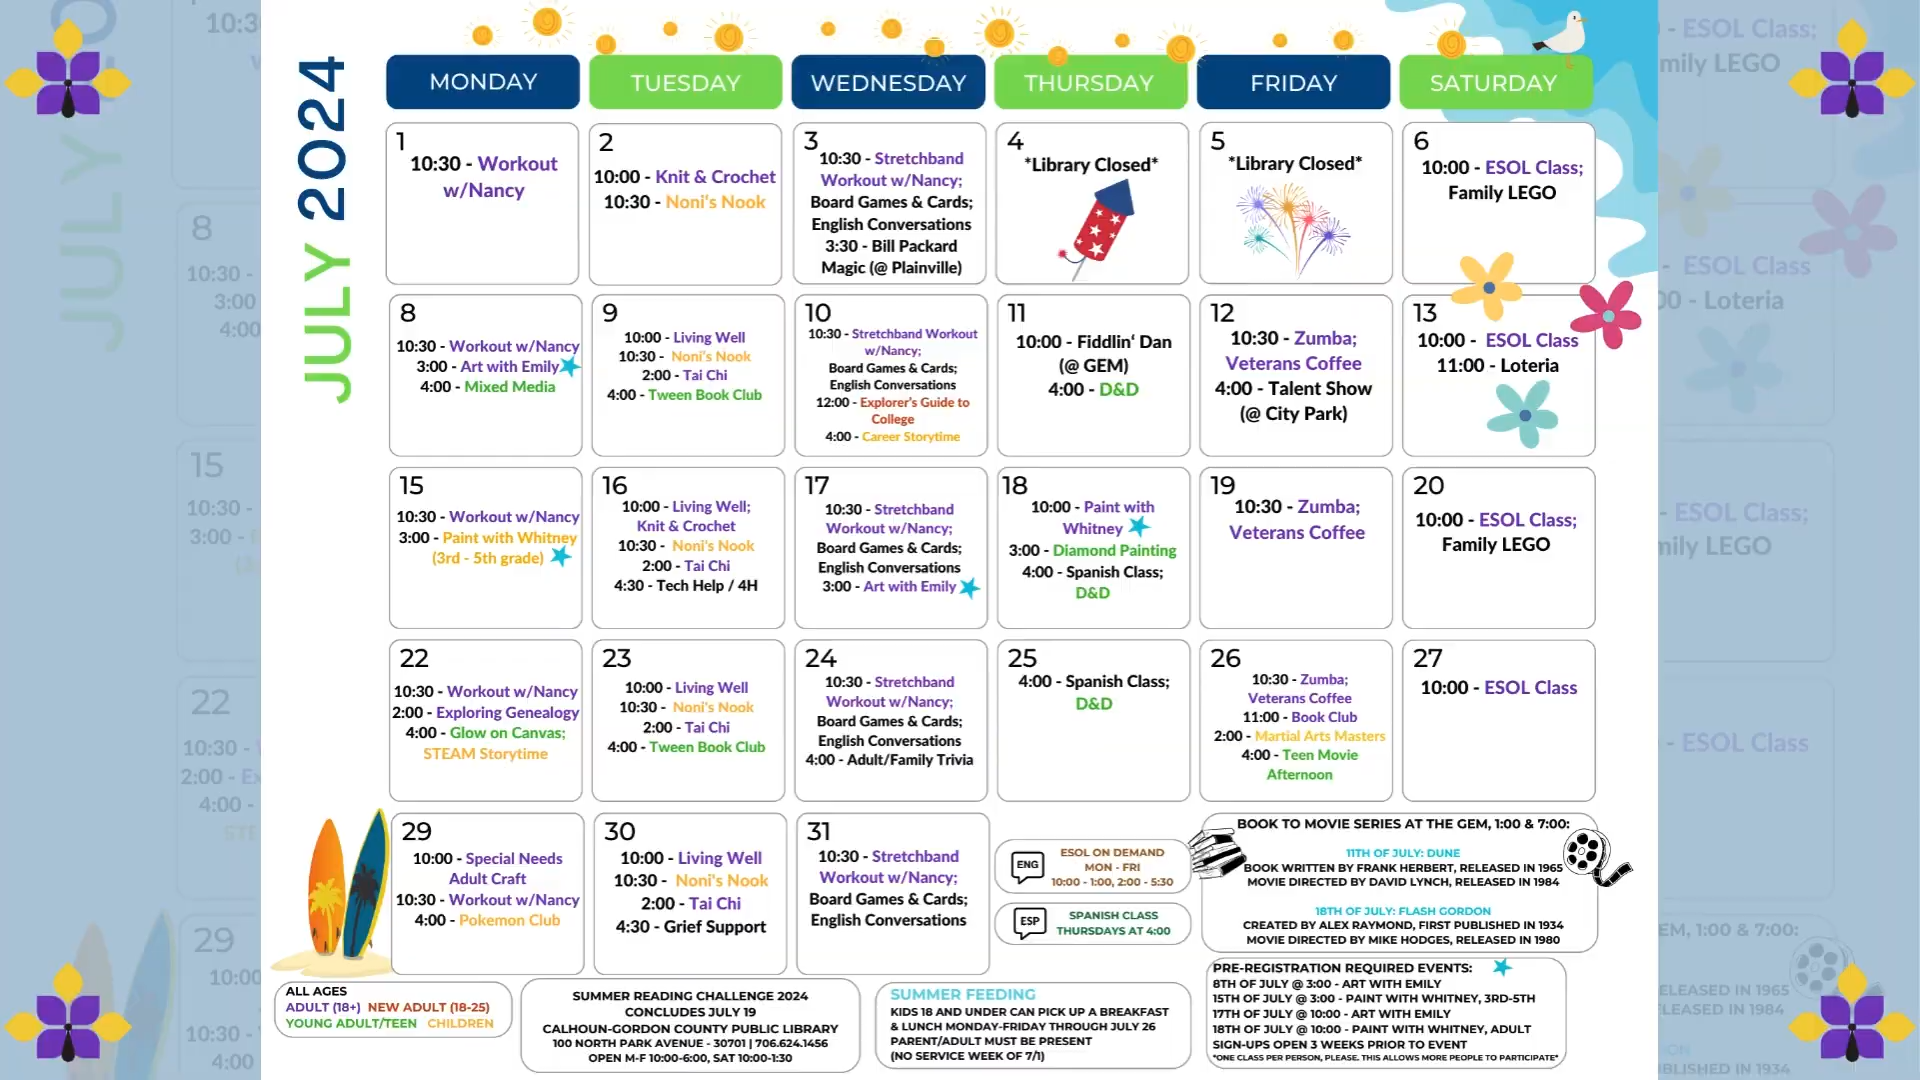 JULY 2024
MONDAY
TUESDAY
WEDNESDAY
THURSDAY
FRIDAY
SATURDAY
1
10:30 - Workout
w/Nancy
2
10:00 - Knit & Crochet
10:30 - Noni's Nook
3
10:30 - Stretchband
Workout w/Nancy;
Board Games & Cards;
English Conversations
3:30 - Bill Packard
Magic (@ Plainville)
4
*Library Closed*
5
*Library Closed*
6
10:00 - ESOL Class;
Family LEGO
8
10:30 - Workout w/Nancy
3:00 - Art with Emily
4:00 - Mixed Media
9
10:00 - Living Well
10:30 - Noni's Nook
2:00 - Tai Chi
4:00 - Tween Book Club
10
10:30 - Stretchband Workout
w/Nancy;
Board Games & Cards;
English Conversations
12:00 - Explorer's Guide to
College
4:00 - Career Storytime
11
10:00 - Fiddlin' Dan
(@ GEM)
4:00 - D&D
12
10:30 - Zumba;
Veterans Coffee
4:00 - Talent Show
(@ City Park)
13
10:00 - ESOL Class
11:00 - Loteria
15
10:30 - Workout w/Nancy
3:00 - Paint with Whitney
(3rd - 5th grade)
16
10:00 - Living Well;
Knit & Crochet
10:30 - Noni's Nook
2:00 - Tai Chi
4:30 - Tech Help / 4H
17
10:30 - Stretchband
Workout w/Nancy;
Board Games & Cards;
English Conversations
3:00 - Art with Emily
18
10:00 - Paint with
Whitney
3:00 - Diamond Painting
4:00 - Spanish Class;
D&D
19
10:30 - Zumba;
Veterans Coffee
20
10:00 - ESOL Class;
Family LEGO
22
10:30 - Workout w/Nancy
2:00 - Exploring Genealogy
4:00 - Glow on Canvas;
STEAM Storytime
23
10:00 - Living Well
10:30 - Noni's Nook
2:00 - Tai Chi
4:00 - Tween Book Club
24
10:30 - Stretchband
Workout w/Nancy;
Board Games & Cards;
English Conversations
4:00 - Adult/Family Trivia
25
4:00 - Spanish Class;
D&D
26
10:30 - Zumba;
Veterans Coffee
11:00 - Book Club
2:00 - Martial Arts Masters
4:00 - Teen Movie
Afternoon
27
10:00 - ESOL Class
29
10:00 - Special Needs
Adult Craft
10:30 - Workout w/Nancy
4:00 - Pokemon Club
30
10:00 - Living Well
10:30 - Noni's Nook
2:00 - Tai Chi
4:30 - Grief Support
31
10:30 - Stretchband
Workout w/Nancy;
Board Games & Cards;
English Conversations
ENG
ESOL ON DEMAND
MON - FRI
10:00 - 1:00, 2:00 - 5:30
ESP
SPANISH CLASS
THURSDAYS AT 4:00
BOOK TO MOVIE SERIES AT THE GEM, 1:00 & 7:00:
11TH OF JULY: DUNE
BOOK WRITTEN BY FRANK HERBERT, RELEASED IN 1965
MOVIE DIRECTED BY DAVID LYNCH, RELEASED IN 1984
18TH OF JULY: FLASH GORDON
CREATED BY ALEX RAYMOND, FIRST PUBLISHED IN 1934
MOVIE DIRECTED BY MIKE HODGES, RELEASED IN 1980
ALL AGES
ADULT (18+) NEW ADULT (18-25)
YOUNG ADULT/TEEN CHILDREN
SUMMER READING CHALLENGE 2024
CONCLUDES JULY 19
CALHOUN-GORDON COUNTY PUBLIC LIBRARY
100 NORTH PARK AVENUE - 30701 | 706.624.1456
OPEN M-F 10:00-6:00, SAT 10:00-1:30
SUMMER FEEDING
KIDS 18 AND UNDER CAN PICK UP A BREAKFAST
& LUNCH MONDAY-FRIDAY THROUGH JULY 26
PARENT/ADULT MUST BE PRESENT
(NO SERVICE WEEK OF 7/1)
PRE-REGISTRATION REQUIRED EVENTS:
8TH OF JULY @ 3:00 - ART WITH EMILY
15TH OF JULY @ 3:00 - PAINT WITH WHITNEY, 3RD-5TH
17TH OF JULY @ 10:00 - ART WITH EMILY
18TH OF JULY @ 10:00 - PAINT WITH WHITNEY, ADULT
SIGN-UPS OPEN 3 WEEKS PRIOR TO EVENT
*ONE CLASS PER PERSON, PLEASE. THIS ALLOWS MORE PEOPLE TO PARTICIPATE*